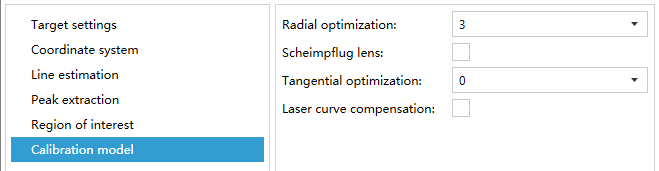 Target settings
Coordinate system
Line estimation
Peak extraction
Region of interest
Calibration model
Radial optimization: 3
Scheimpflug lens:
Tangential optimization: 0
Laser curve compensation: